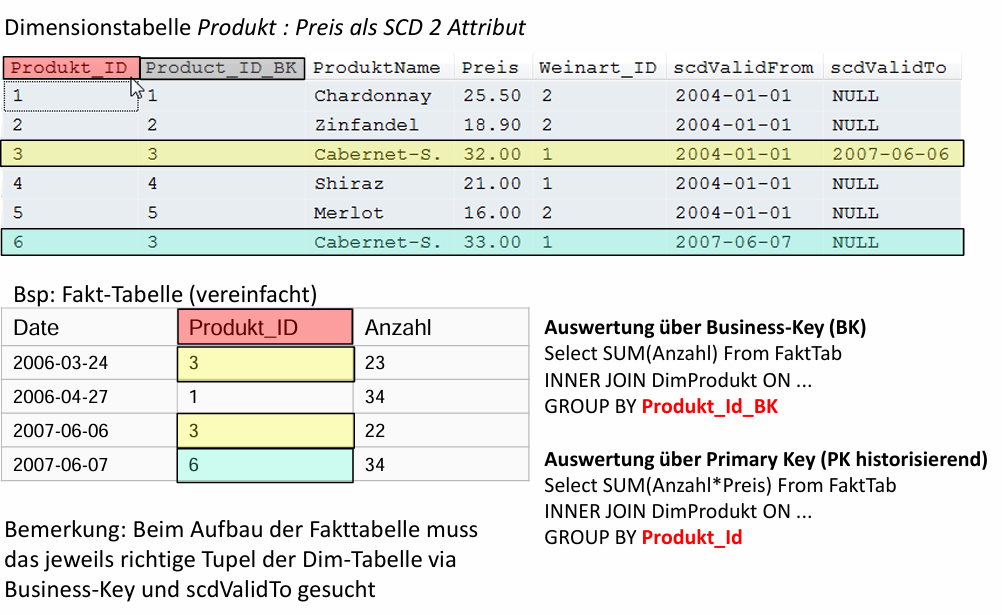 Dimensionstabelle Produkt : Preis als SCD 2 Attribut
Produkt_ID Product_ID_BK ProduktName Preis Weinart_ID scdValidFrom scdValidTo
1 1 Chardonnay 25.50 2 2004-01-01 NULL
2 2 Zinfandel 18.90 2 2004-01-01 NULL
3 3 Cabernet-S. 32.00 1 2004-01-01 2007-06-06
4 4 Shiraz 21.00 1 2004-01-01 NULL
5 5 Merlot 16.00 2 2004-01-01 NULL
6 3 Cabernet-S. 33.00 1 2007-06-07 NULL
Bsp: Fakt-Tabelle (vereinfacht)
Date Produkt_ID Anzahl
2006-03-24 3 23
2006-04-27 1 34
2007-06-06 3 22
2007-06-07 6 34
Auswertung über Business-Key (BK)
Select SUM(Anzahl) From FaktTab
INNER JOIN DimProdukt ON ...
GROUP BY Produkt_Id_BK
Auswertung über Primary Key (PK historisierend)
Select SUM(Anzahl*Preis) From FaktTab
INNER JOIN DimProdukt ON ...
GROUP BY Produkt_Id
Bemerkung: Beim Aufbau der Fakttabelle muss
das jeweils richtige Tupel der Dim-Tabelle via
Business-Key und scdValidTo gesucht